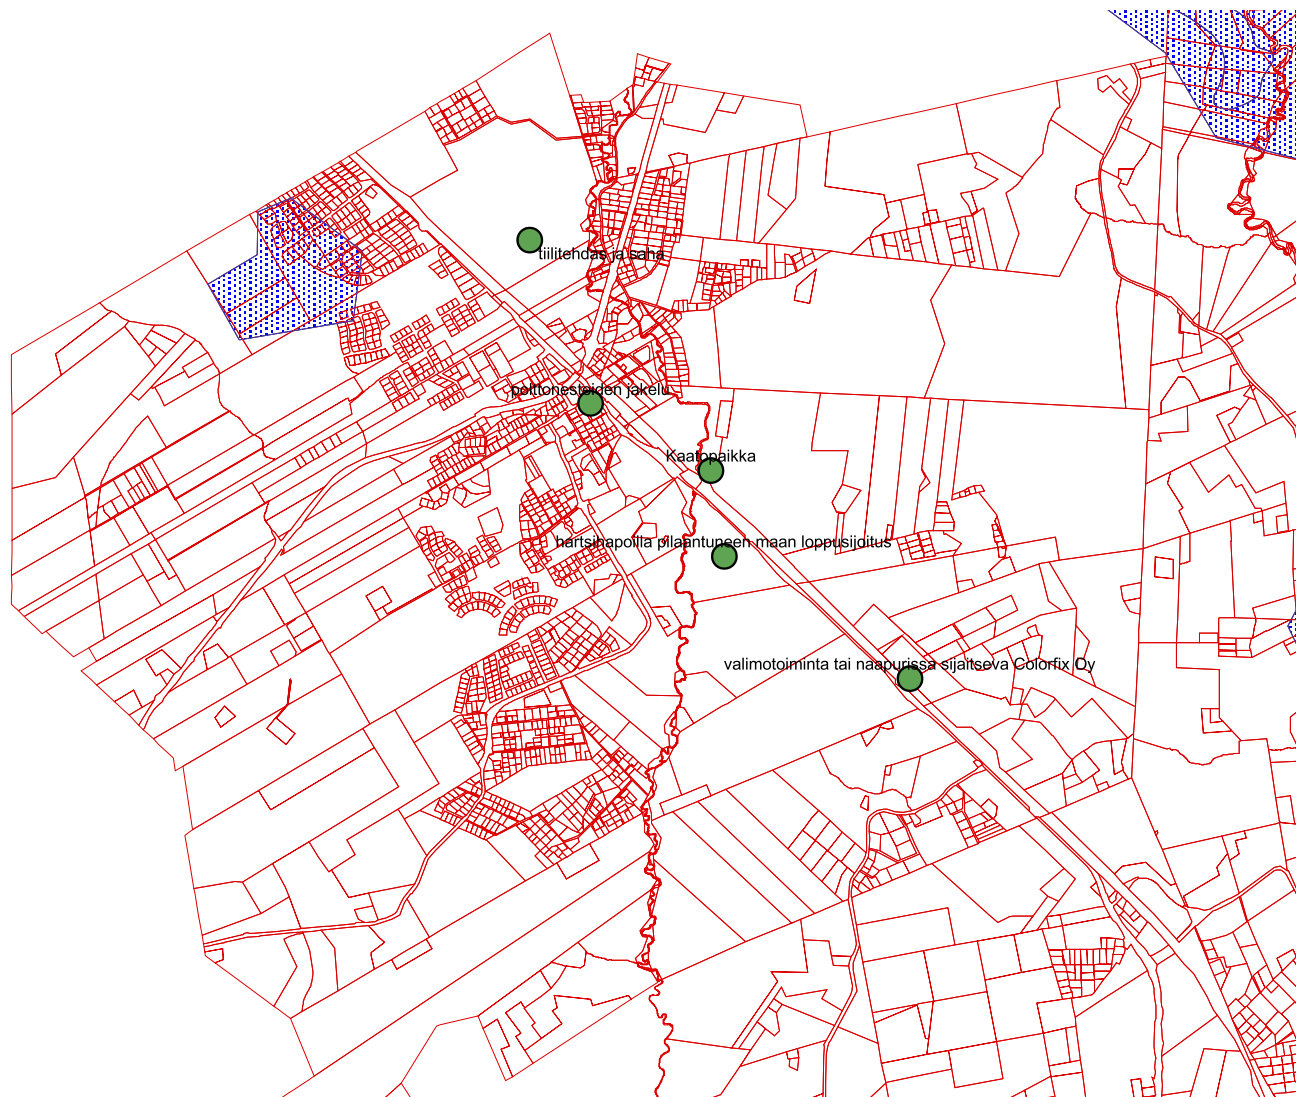 tiilitehdas ja saha
polttonesteiden jakelu
Kaatopaikka
hartsihapoilla pilaantuneen maan loppusijoitus
valimotoiminta tai naapurissa sijaitseva Colorfix Oy